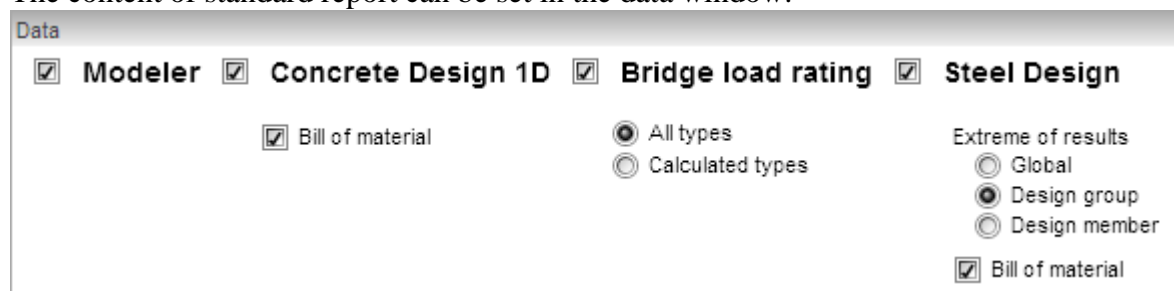 The content of standard report can be set in the data window.
Data
Modeler Concrete Design 1D Bridge load rating Steel Design
Bill of material
All types
Calculated types
Extreme of results
Global
Design group
Design member
Bill of material